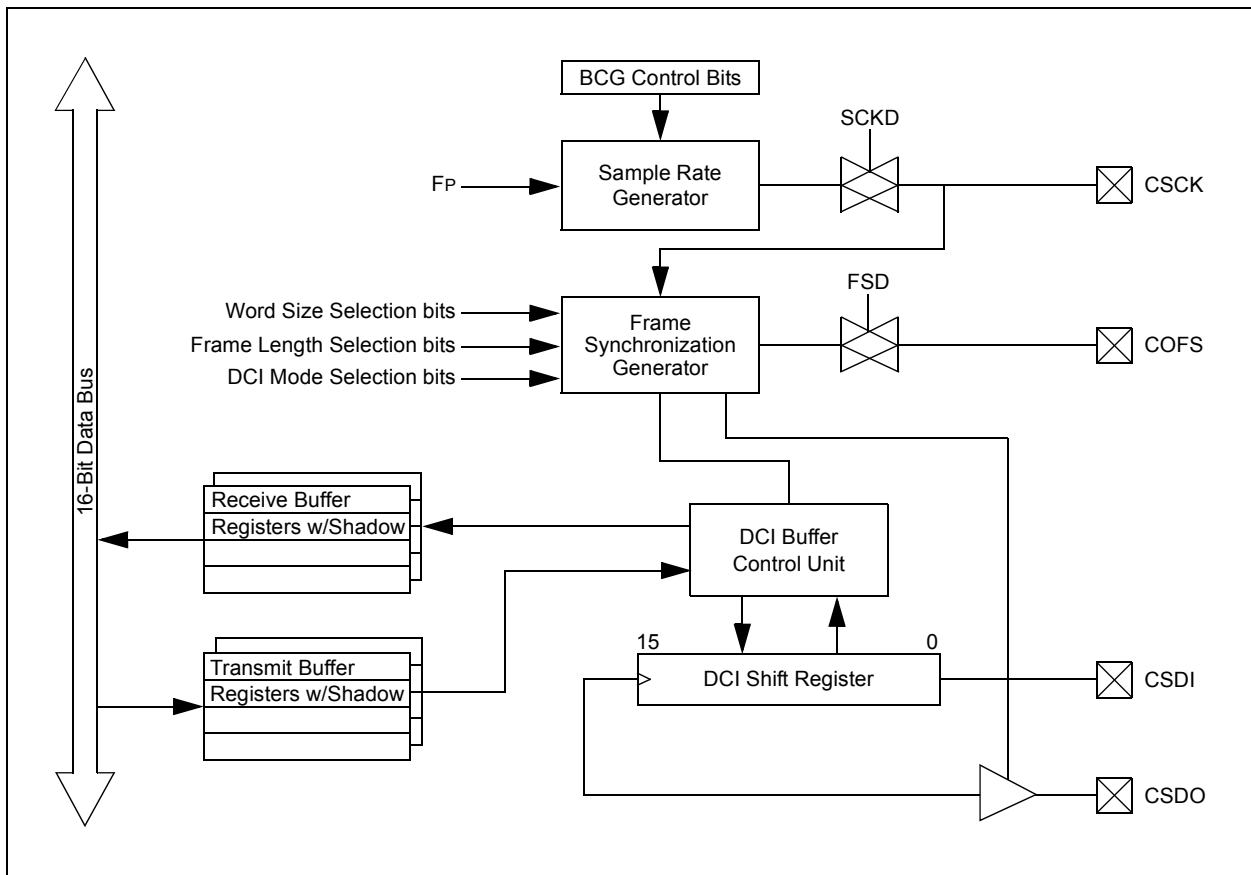 BCG Control Bits
SCKD
FP
Sample Rate
Generator
CSCK
FSD
Word Size Selection bits
Frame Length Selection bits
DCI Mode Selection bits
Frame
Synchronization
Generator
COFS
16-Bit Data Bus
Receive Buffer
Registers w/Shadow
DCI Buffer
Control Unit
15
0
Transmit Buffer
Registers w/Shadow
DCI Shift Register
CSDI
CSDO